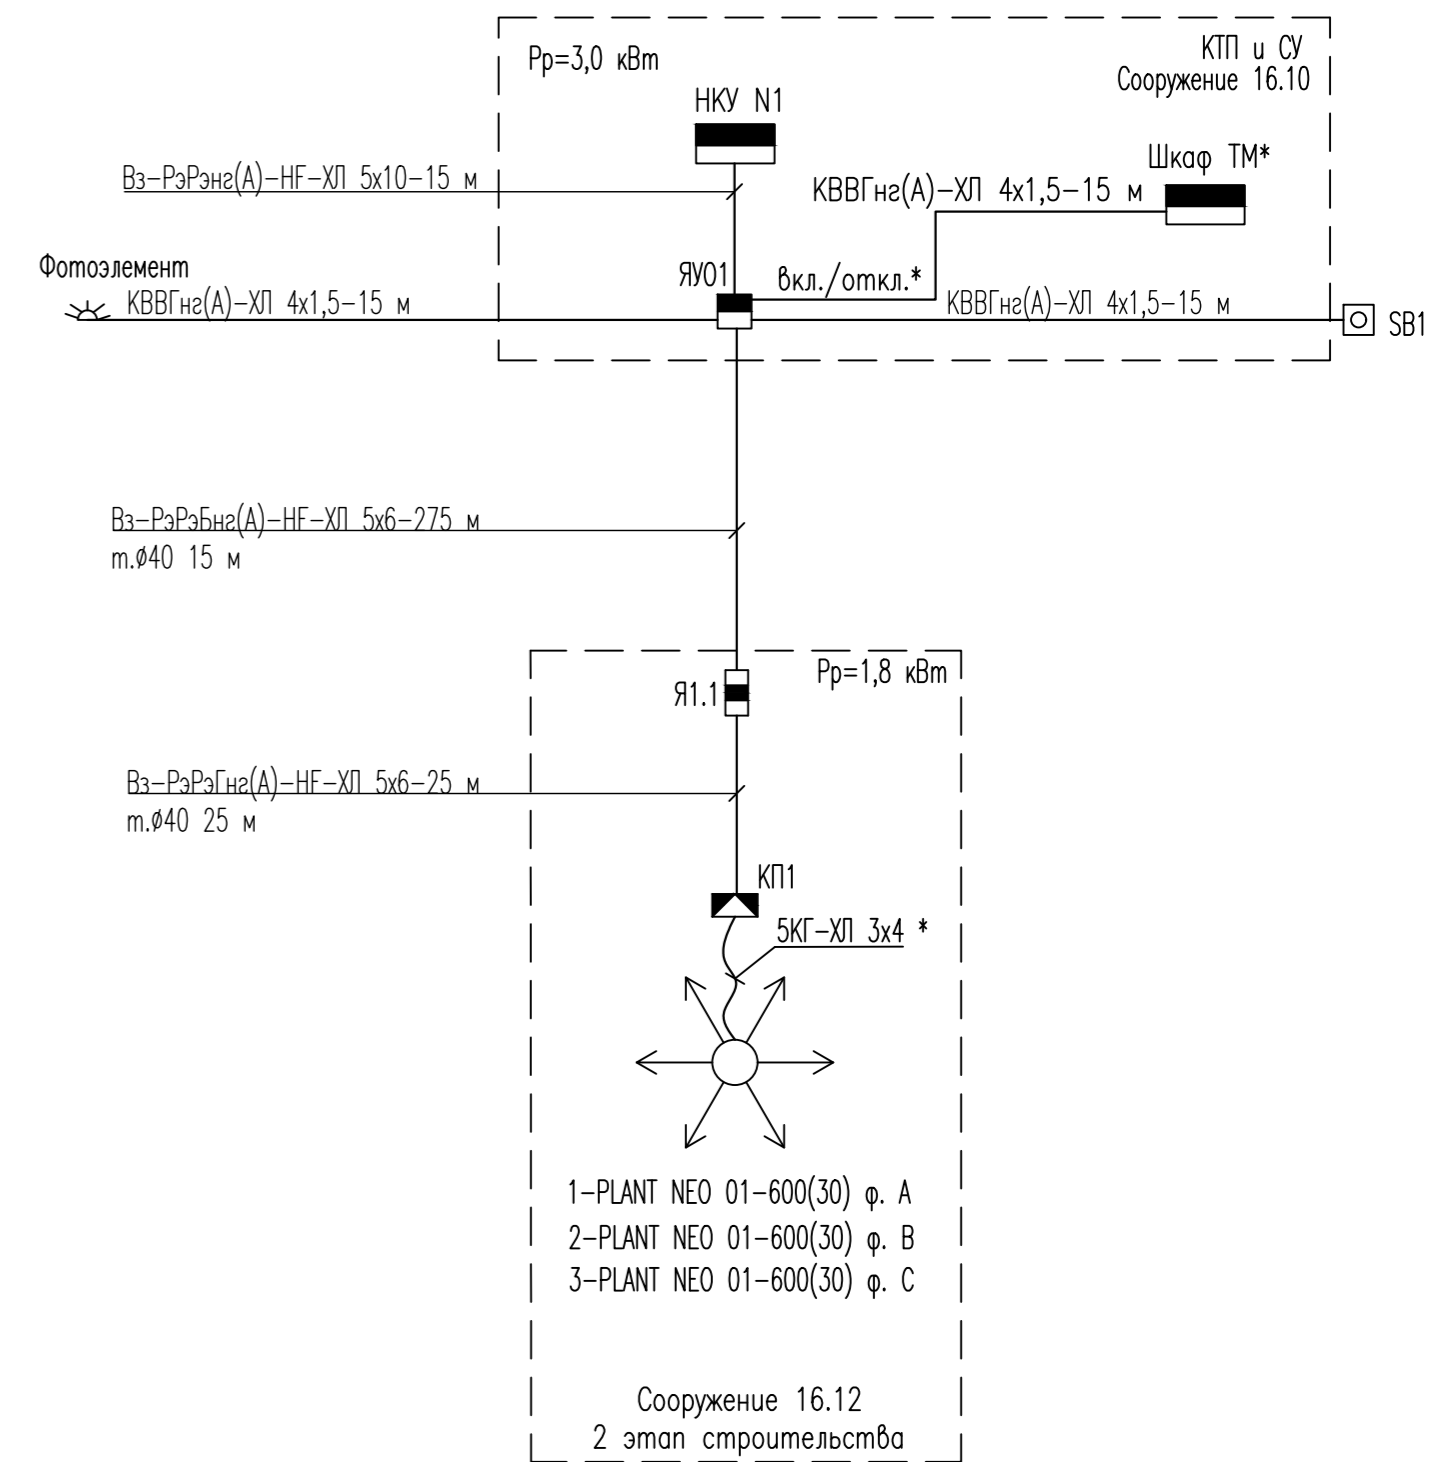 Рр=3,0 кВт
КТП и СУ
Сооружение 16.10
НКУ N1
Шкаф ТМ*
Вз-РэРэнг(А)-HF-ХЛ 5х10-15 м
КВВГнг(А)-ХЛ 4х1,5-15 м
Фотоэлемент
ЯУО1
вкл./откл.*
КВВГнг(А)-ХЛ 4х1,5-15 м
КВВГнг(А)-ХЛ 4х1,5-15 м
SB1
Вз-РэРэБнг(А)-HF-ХЛ 5х6-275 м
т.ø40 15 м
Рр=1,8 кВт
Я1.1
Вз-РэРэГнг(А)-HF-ХЛ 5х6-25 м
т.ø40 25 м
КП1
5КГ-ХЛ 3х4 *
1-PLANT NEO 01-600(30) ф. А
2-PLANT NEO 01-600(30) ф. В
3-PLANT NEO 01-600(30) ф. С
Сооружение 16.12
2 этап строительства